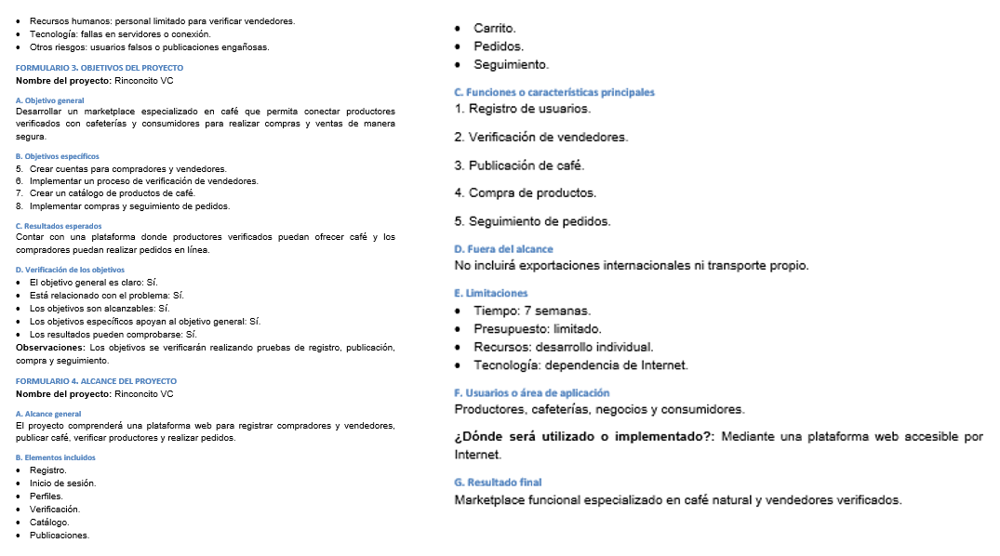 • Recursos humanos: personal limitado para verificar vendedores.
• Tecnología: fallas en servidores o conexión.
• Otros riesgos: usuarios falsos o publicaciones engañosas.
FORMULARIO 3. OBJETIVOS DEL PROYECTO
Nombre del proyecto: Rinconcito VC
A. Objetivo general
Desarrollar un marketplace especializado en café que permita conectar productores
verificados con cafeterías y consumidores para realizar compras y ventas de manera
segura.
B. Objetivos específicos
5. Crear cuentas para compradores y vendedores.
6. Implementar un proceso de verificación de vendedores.
7. Crear un catálogo de productos de café.
8. Implementar compras y seguimiento de pedidos.
C. Resultados esperados
Contar con una plataforma donde productores verificados puedan ofrecer café y los
compradores puedan realizar pedidos en línea.
D. Verificación de los objetivos
• El objetivo general es claro: Sí.
• Está relacionado con el problema: Sí.
• Los objetivos son alcanzables: Sí.
• Los objetivos específicos apoyan al objetivo general: Sí.
• Los resultados pueden comprobarse: Sí.
Observaciones: Los objetivos se verificarán realizando pruebas de registro, publicación,
compra y seguimiento.
FORMULARIO 4. ALCANCE DEL PROYECTO
Nombre del proyecto: Rinconcito VC
A. Alcance general
El proyecto comprenderá una plataforma web para registrar compradores y vendedores,
publicar café, verificar productores y realizar pedidos.
B. Elementos incluidos
• Registro.
• Inicio de sesión.
• Perfiles.
• Verificación.
• Catálogo.
• Publicaciones.
• Carrito.
• Pedidos.
• Seguimiento.
C. Funciones o características principales
1. Registro de usuarios.
2. Verificación de vendedores.
3. Publicación de café.
4. Compra de productos.
5. Seguimiento de pedidos.
D. Fuera del alcance
No incluirá exportaciones internacionales ni transporte propio.
E. Limitaciones
• Tiempo: 7 semanas.
• Presupuesto: limitado.
• Recursos: desarrollo individual.
• Tecnología: dependencia de Internet.
F. Usuarios o área de aplicación
Productores, cafeterías, negocios y consumidores.
¿Dónde será utilizado o implementado?: Mediante una plataforma web accesible por
Internet.
G. Resultado final
Marketplace funcional especializado en café natural y vendedores verificados.